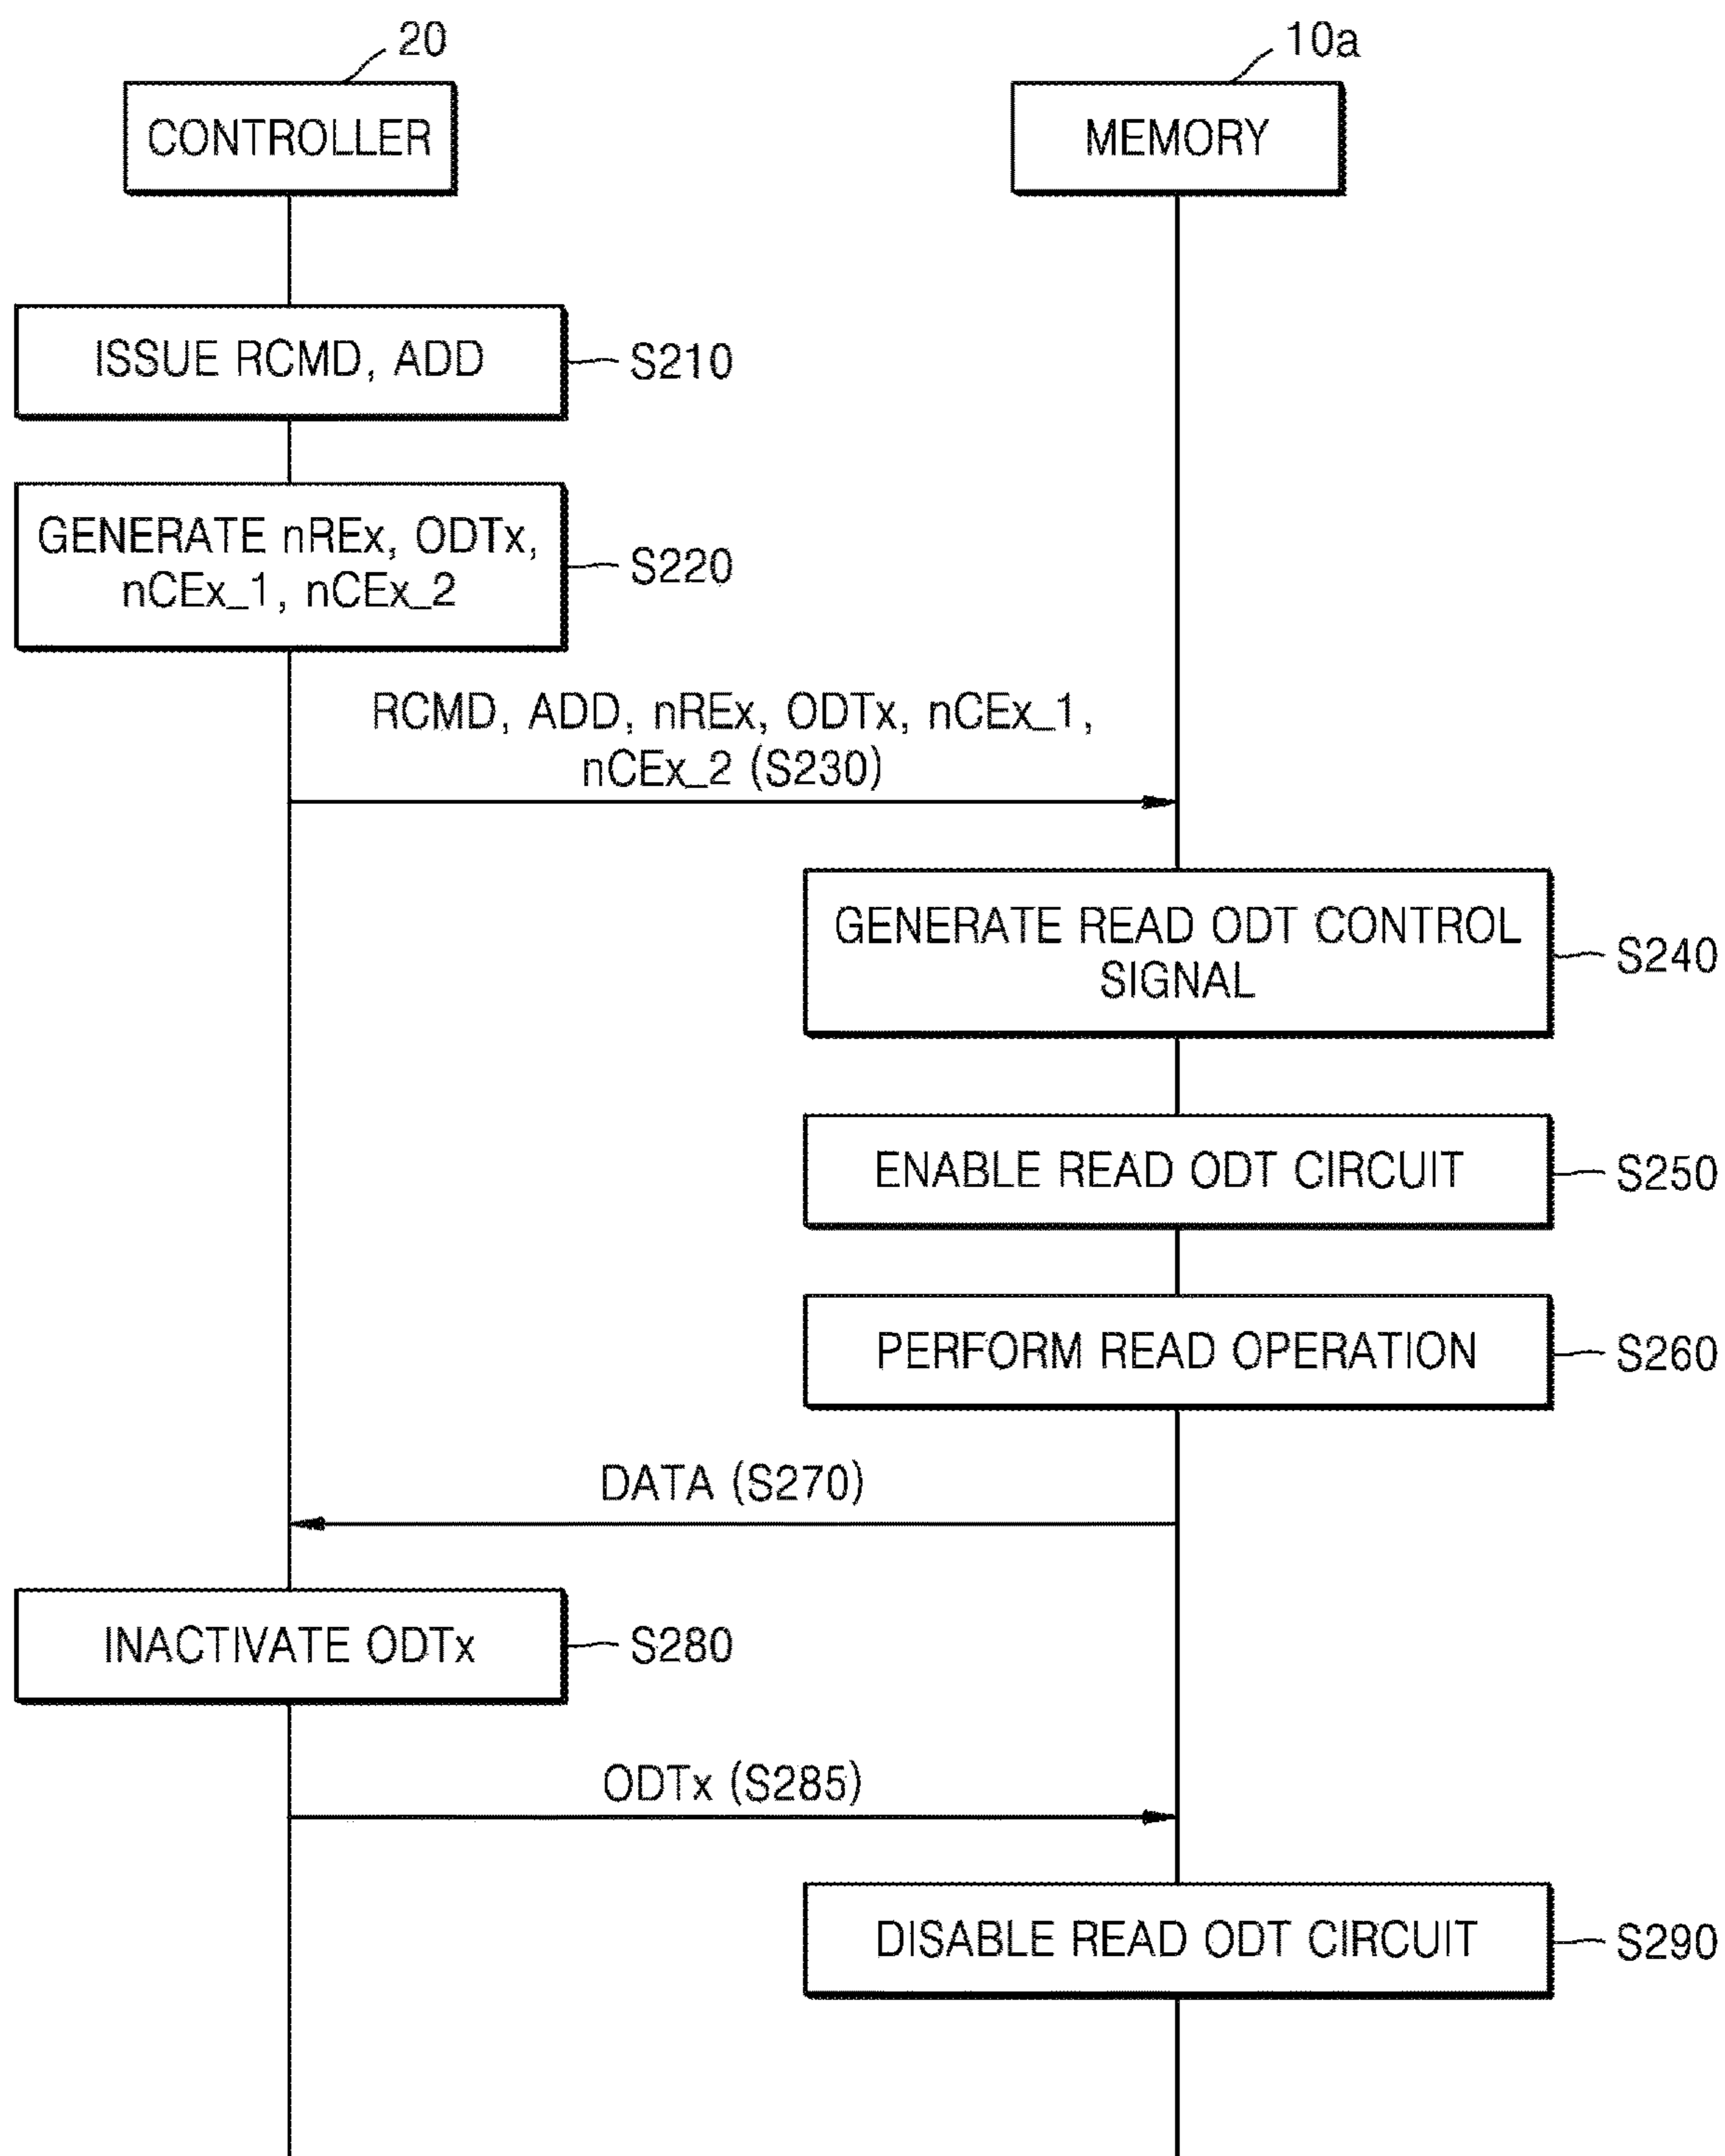 20
10a
CONTROLLER
MEMORY
ISSUE RCMD, ADD
S210
GENERATE nREx, ODTx,
nCEx_1, nCEx_2
S220
RCMD, ADD, nREx, ODTx, nCEx_1,
nCEx_2 (S230)
GENERATE READ ODT CONTROL
SIGNAL
S240
ENABLE READ ODT CIRCUIT
S250
PERFORM READ OPERATION
S260
DATA (S270)
INACTIVATE ODTx
S280
ODTx (S285)
DISABLE READ ODT CIRCUIT
S290